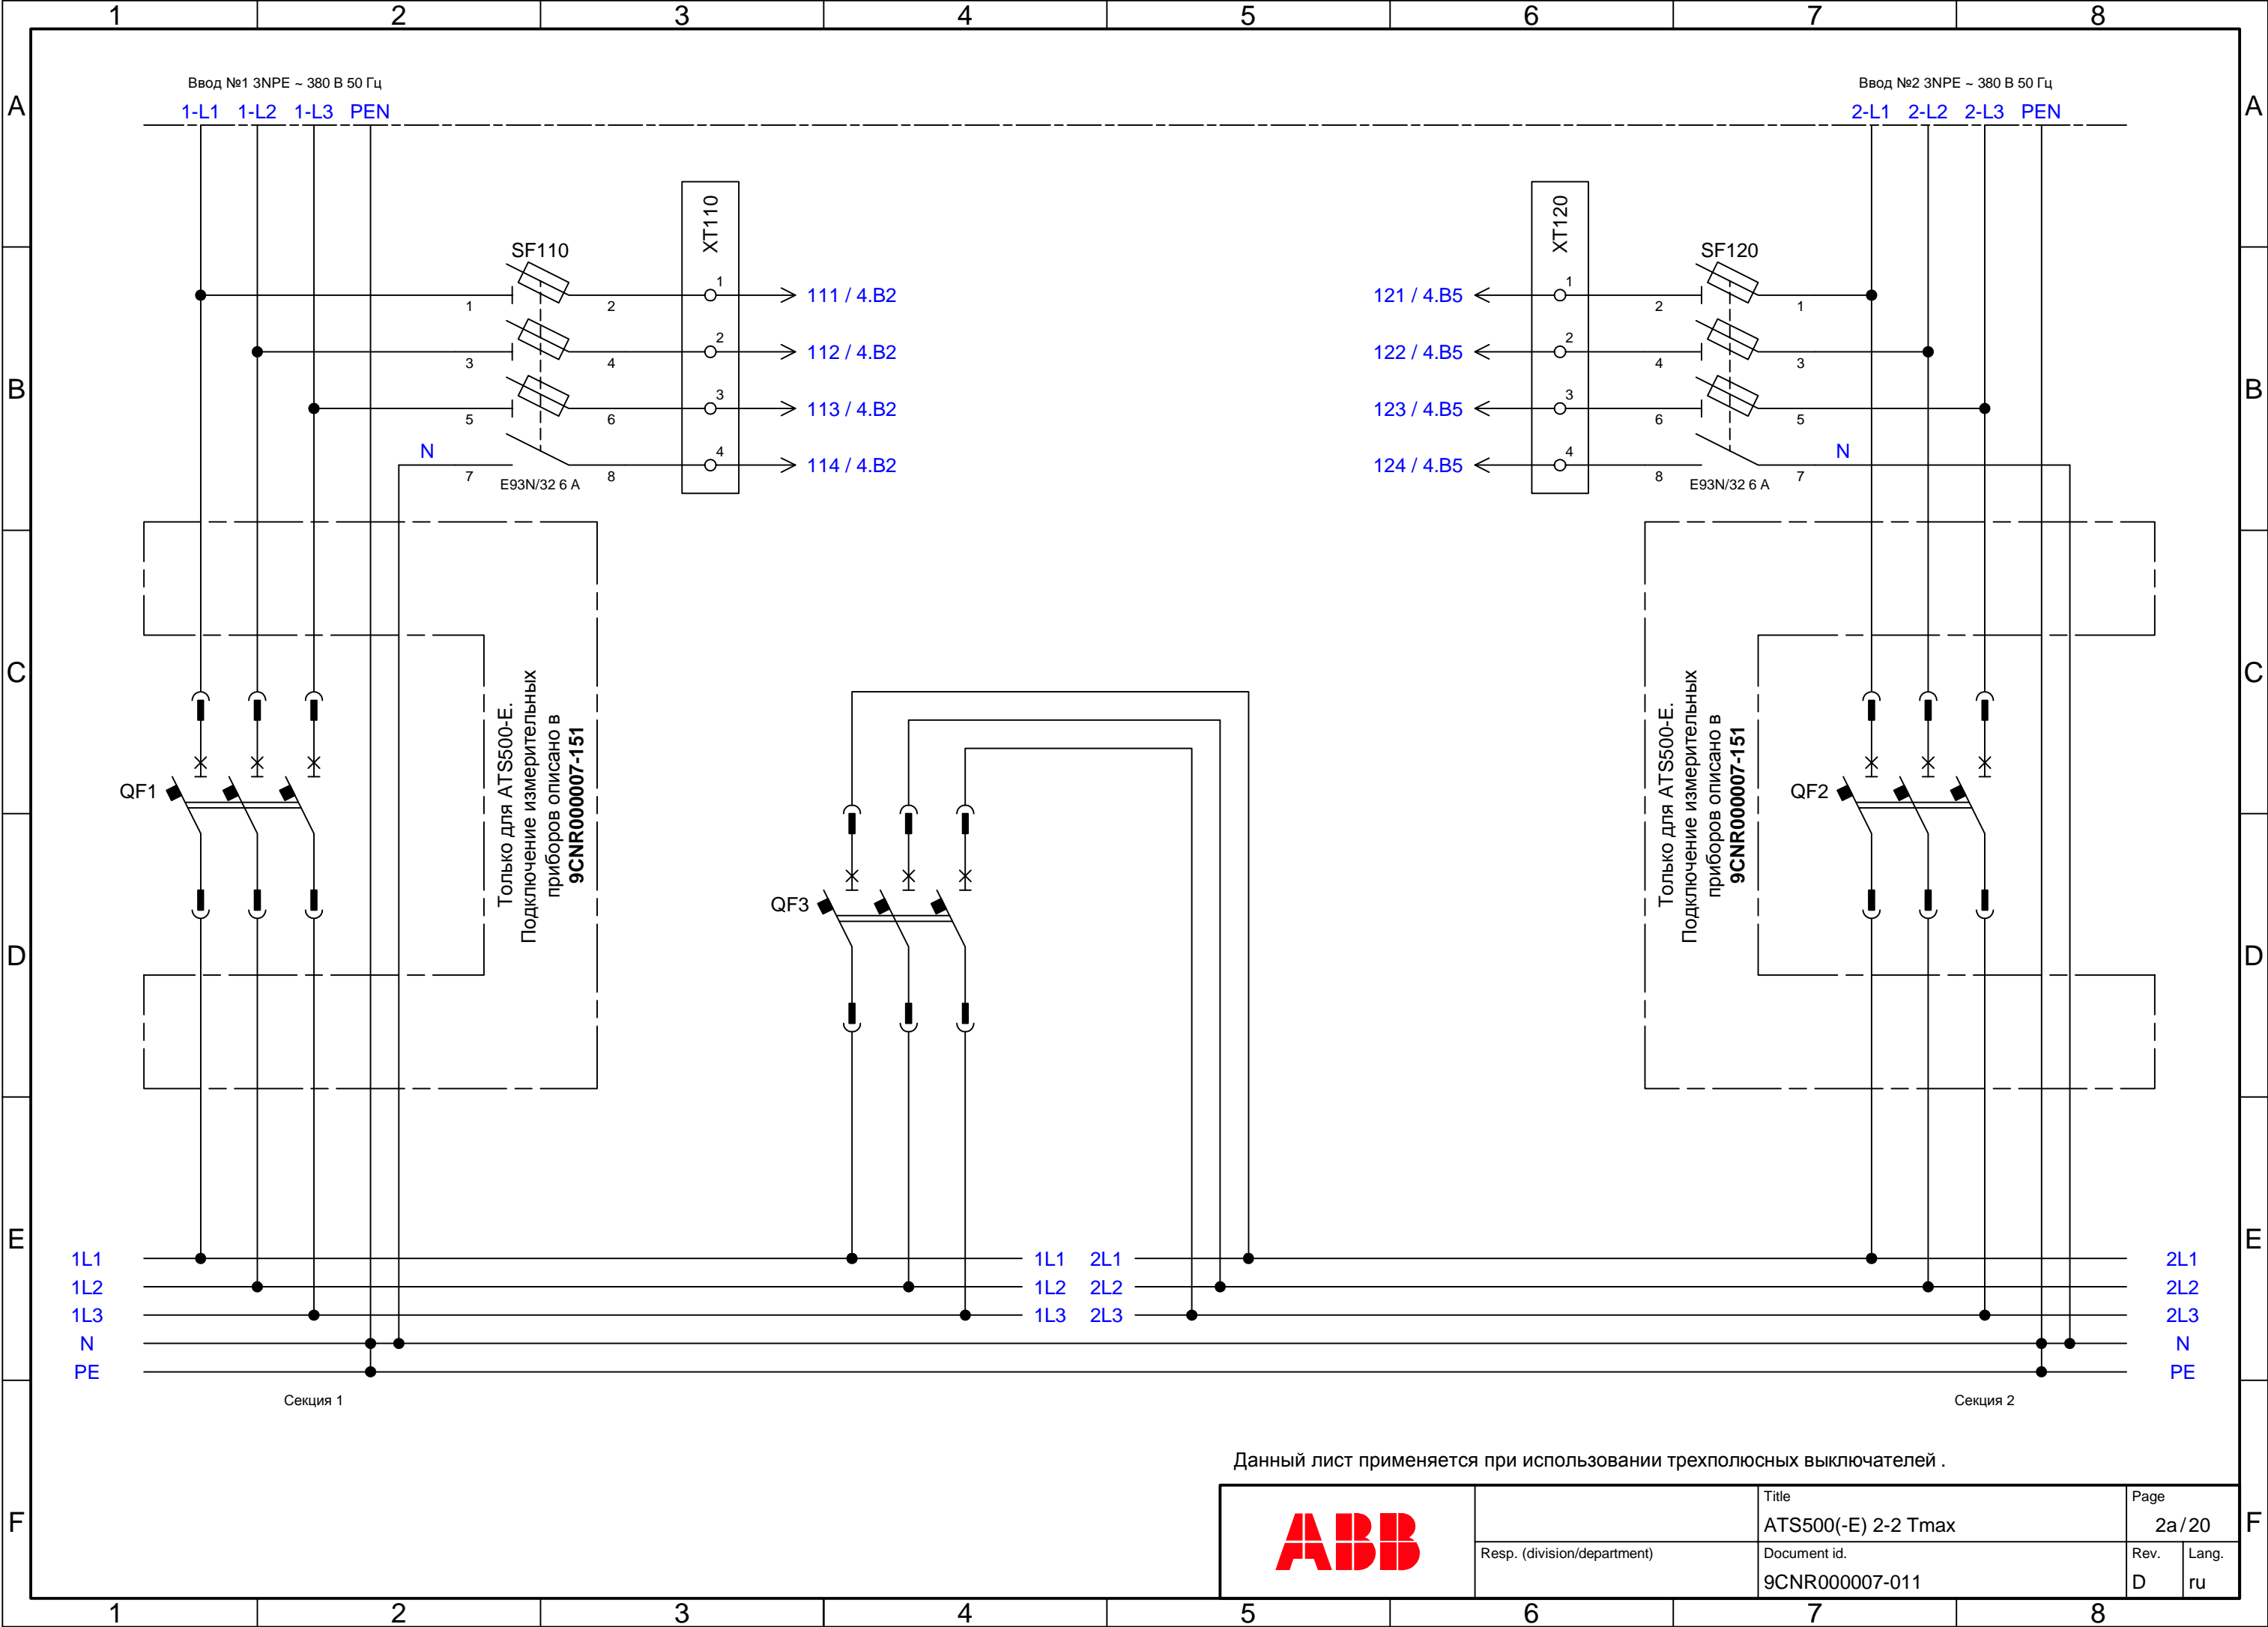 1 2 3 4 5 6 7 8
A A
B B
C C
D D
E E
F F
Ввод №1 3NPE ~ 380 В 50 Гц
1-L1 1-L2 1-L3 PEN
Ввод №2 3NPE ~ 380 В 50 Гц
2-L1 2-L2 2-L3 PEN
SF110
XT110
1 2 1 111 / 4.B2
3 4 2 112 / 4.B2
5 6 3 113 / 4.B2
N 7 8 4 114 / 4.B2
E93N/32 6 A
XT120
SF120
121 / 4.B5 1 2 1
122 / 4.B5 2 4 3
123 / 4.B5 3 6 5
124 / 4.B5 4 8 7 N
E93N/32 6 A
QF1
Только для ATS500-E.
Подключение измерительных
приборов описано в
9CNR000007-151
QF3
Только для ATS500-E.
Подключение измерительных
приборов описано в
9CNR000007-151
QF2
1L1 1L1 2L1 2L1
1L2 1L2 2L2 2L2
1L3 1L3 2L3 2L3
N N
PE PE
Секция 1
Секция 2
Данный лист применяется при использовании трехполюсных выключателей .
ABB
Title
ATS500(-E) 2-2 Tmax
Page
2a/20
Resp. (division/department)
Document id.
9CNR000007-011
Rev.
D
Lang.
ru
1 2 3 4 5 6 7 8